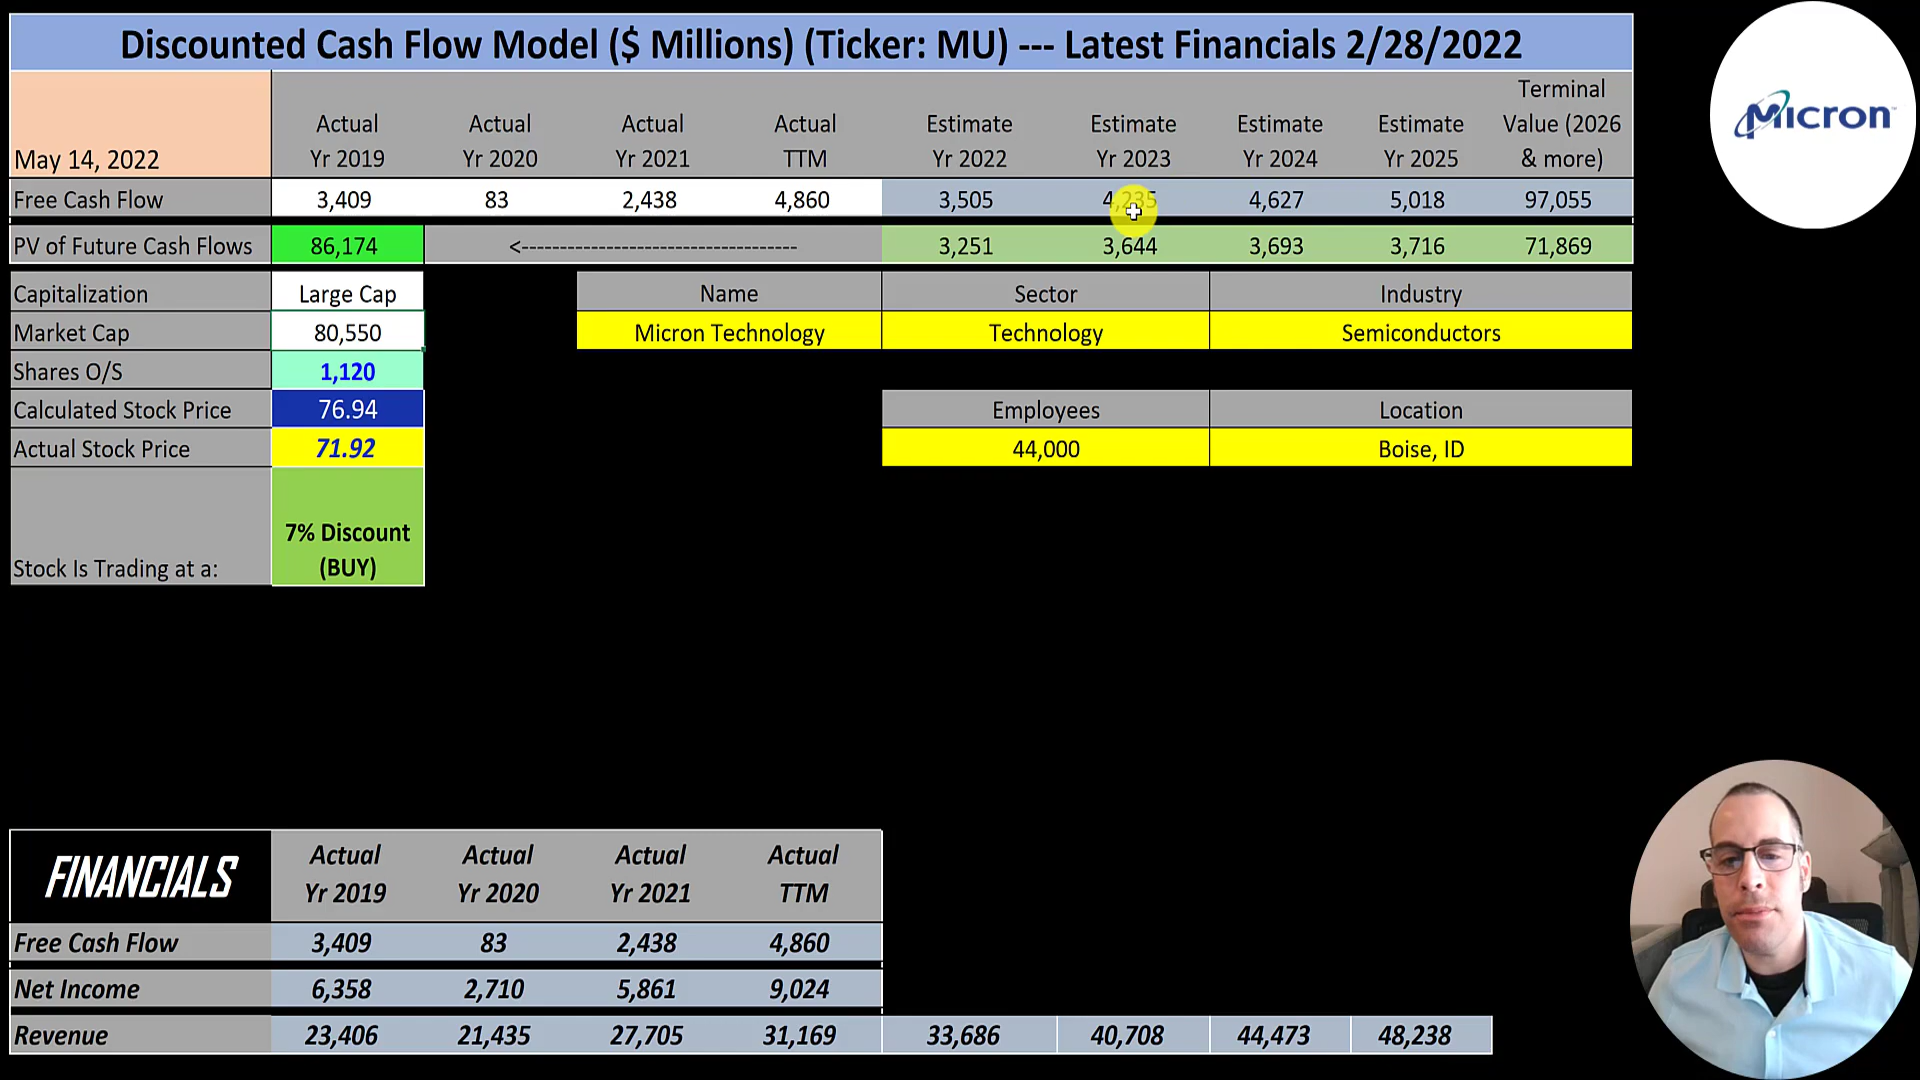 Discounted Cash Flow Model ($ Millions) (Ticker: MU) --- Latest Financials 2/28/2022
Micron
May 14, 2022 Actual Yr 2019 Actual Yr 2020 Actual Yr 2021 Actual TTM Estimate Yr 2022 Estimate Yr 2023 Estimate Yr 2024 Estimate Yr 2025 Terminal Value (2026 & more)
Free Cash Flow 3,409 83 2,438 4,860 3,505 4,235 4,627 5,018 97,055
PV of Future Cash Flows 86,174 <------------------------------------ 3,251 3,644 3,693 3,716 71,869
Capitalization Large Cap Name Sector Industry
Market Cap 80,550 Micron Technology Technology Semiconductors
Shares O/S 1,120
Calculated Stock Price 76.94 Employees Location
Actual Stock Price 71.92 44,000 Boise, ID
Stock Is Trading at a: 7% Discount (BUY)
FINANCIALS Actual Yr 2019 Actual Yr 2020 Actual Yr 2021 Actual TTM
Free Cash Flow 3,409 83 2,438 4,860
Net Income 6,358 2,710 5,861 9,024
Revenue 23,406 21,435 27,705 31,169 33,686 40,708 44,473 48,238